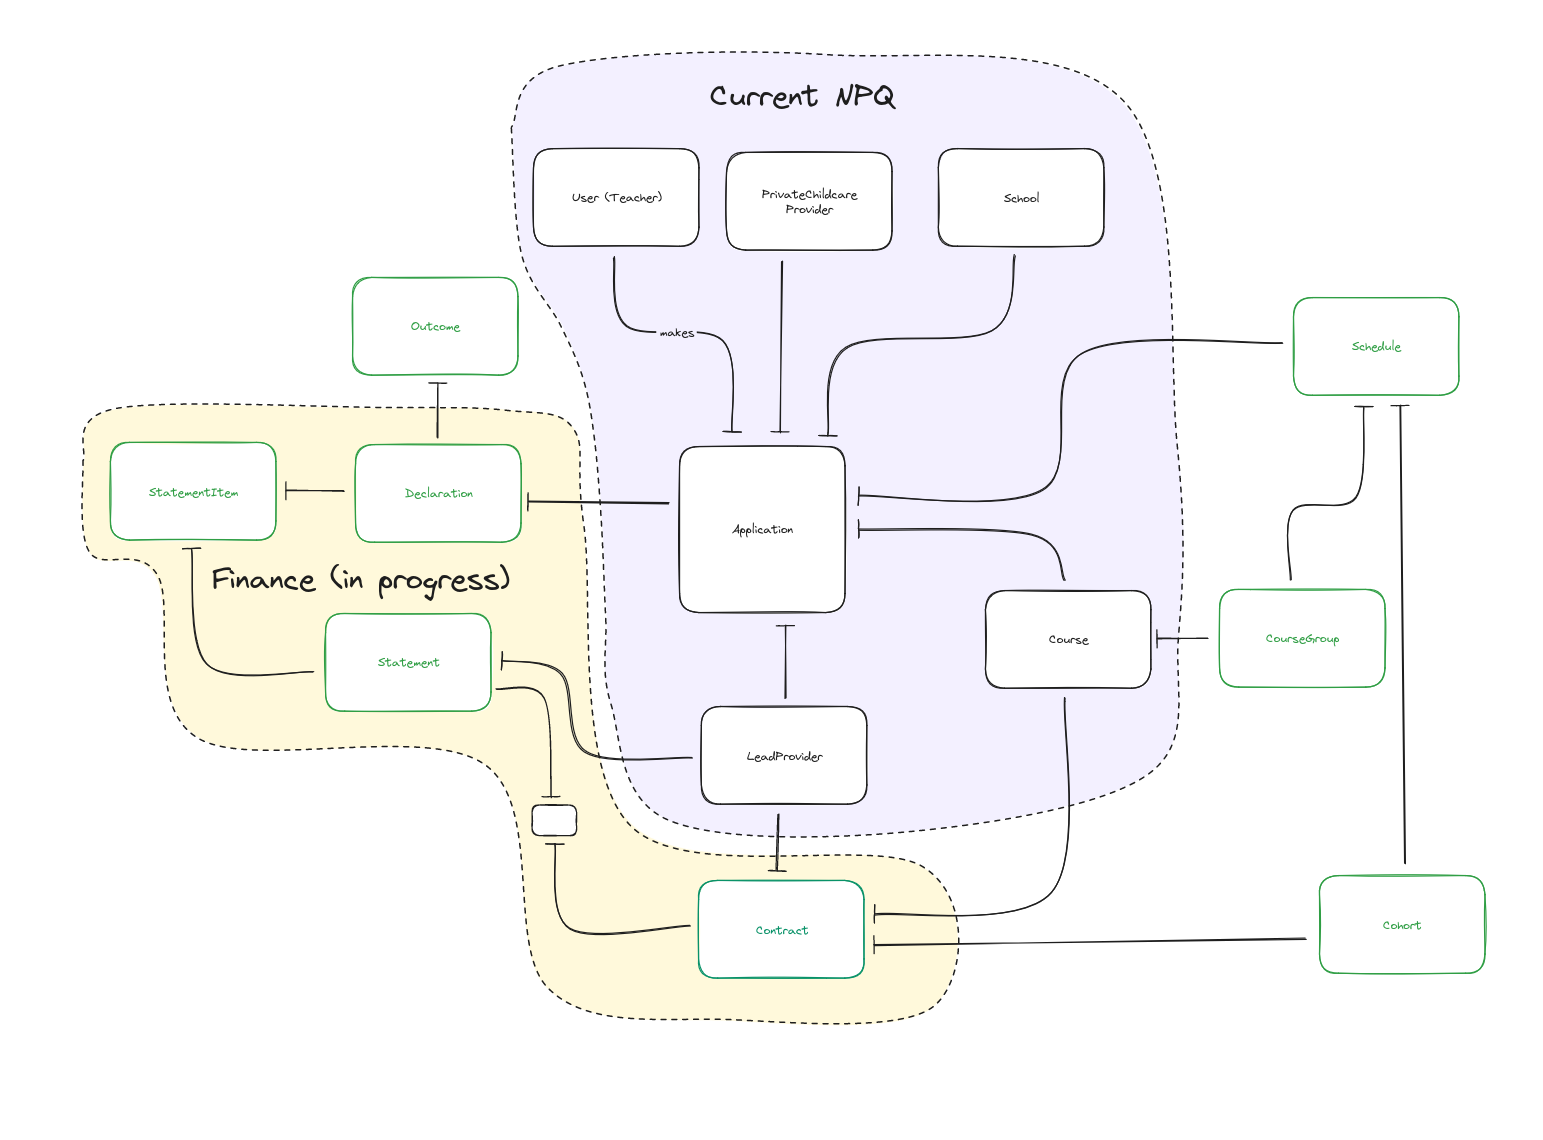 Current NPQ
User (Teacher)
PrivateChildcare
Provider
School
makes
Outcome
Schedule
StatementItem
Declaration
Application
Finance (in progress)
Statement
Course
CourseGroup
LeadProvider
Contract
Cohort